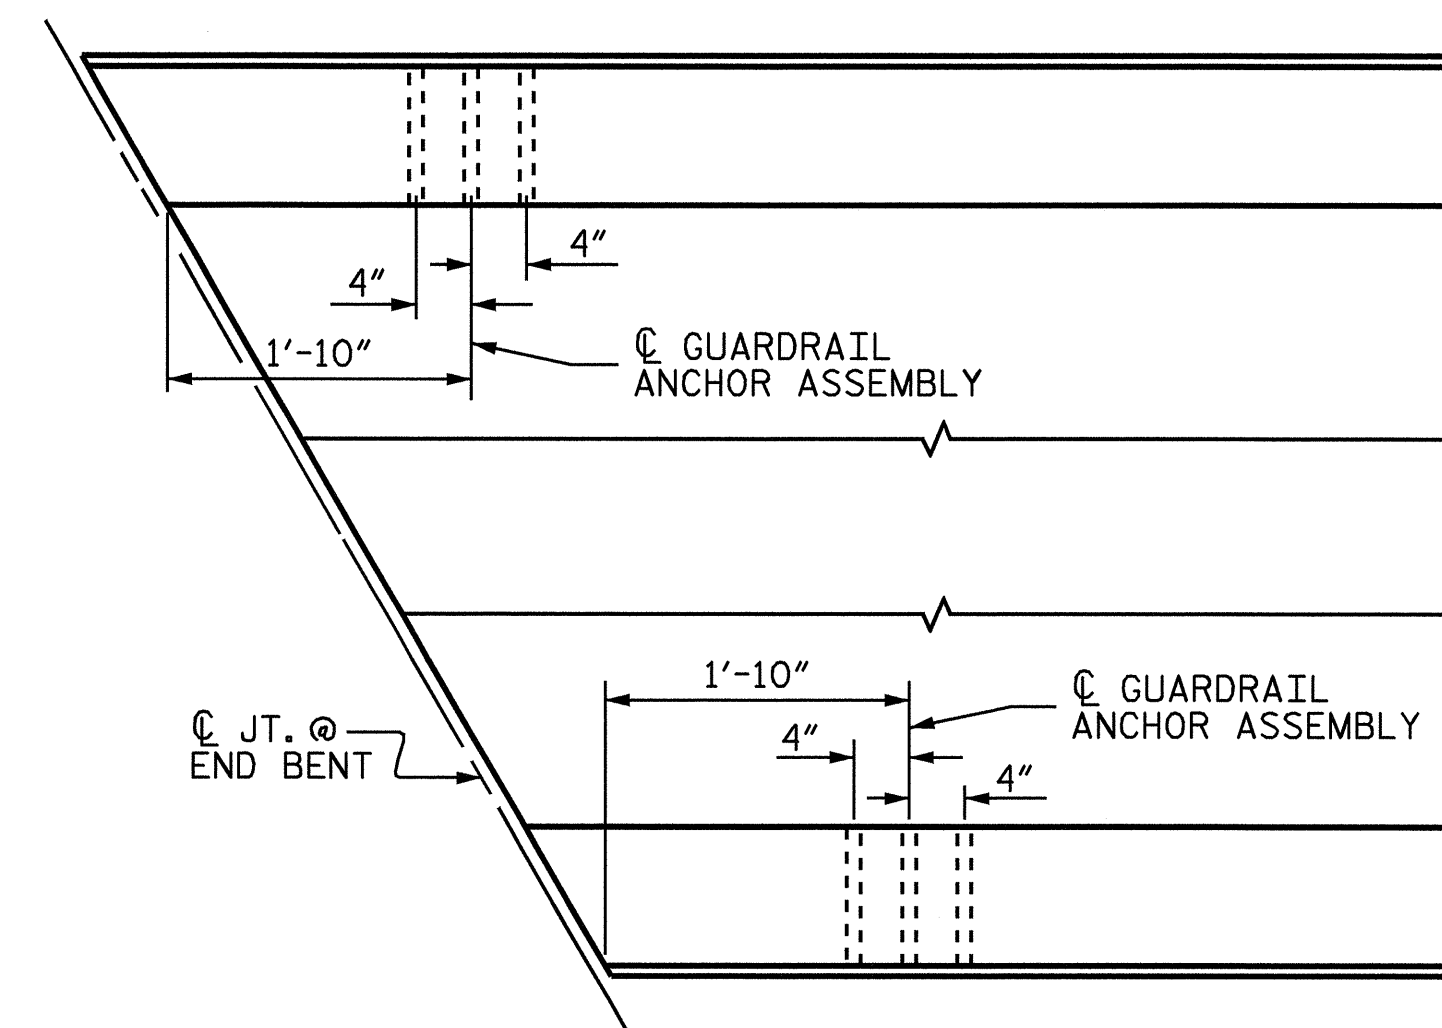 4"
4"
1'-10"
℄ GUARDRAIL
ANCHOR ASSEMBLY
1'-10"
℄ GUARDRAIL
ANCHOR ASSEMBLY
℄ JT. @
END BENT
4"
4"